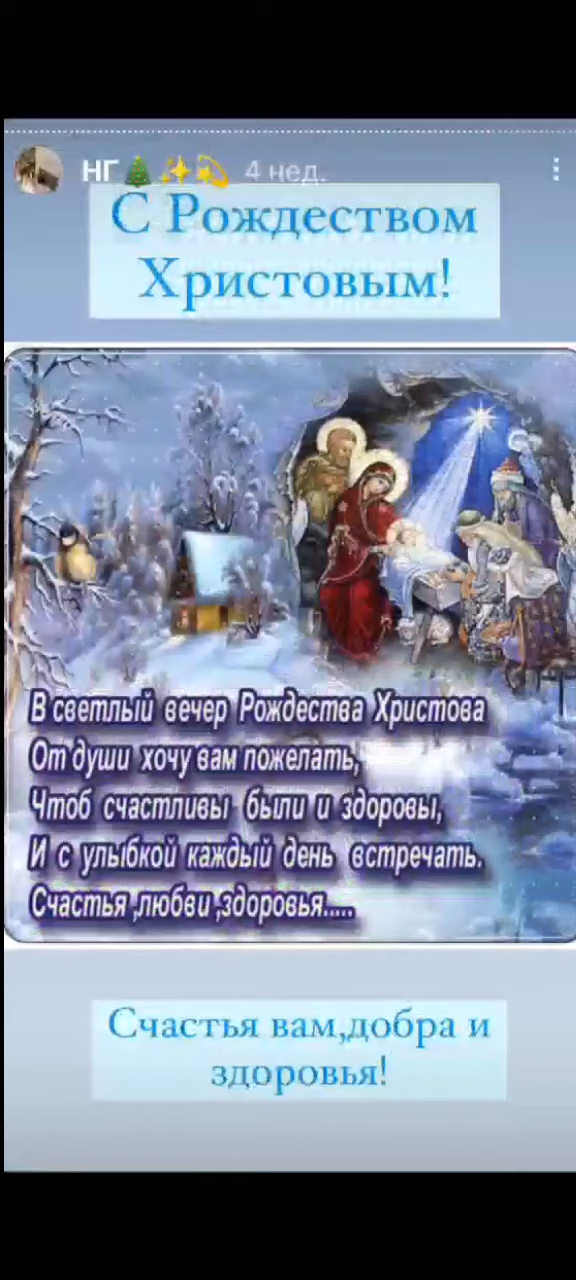 НГ🎄✨💫 4 нед.
С Рождеством
Христовым!
В светлый вечер Рождества Христова
От души хочу вам пожелать,
Чтоб счастливы были и здоровы,
И с улыбкой каждый день встречать.
Счастья ,любви ,здоровья.....
Счастья вам,добра и
здоровья!